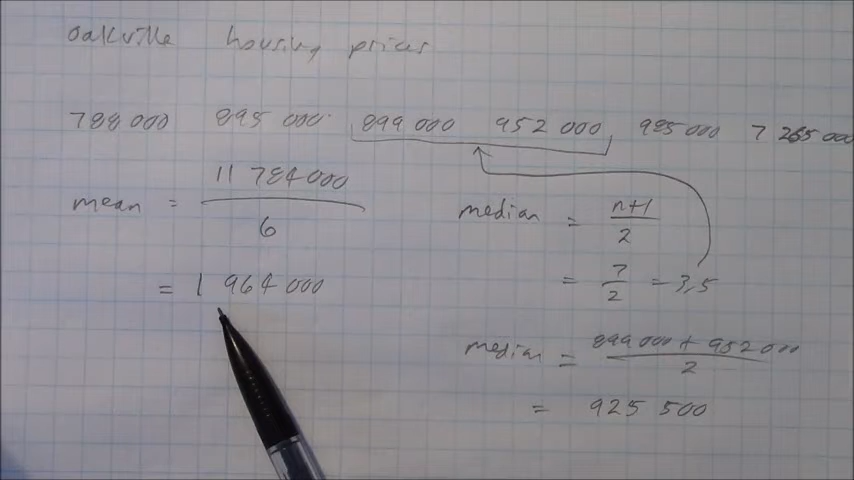 Oakville housing prices
788 000 895 000 899 000 952 000 985 000 7 265 000
mean = 11 784 000 / 6
= 1 964 000
median = n+1 / 2
= 7 / 2 = 3.5
median = 899 000 + 952 000 / 2
= 925 500